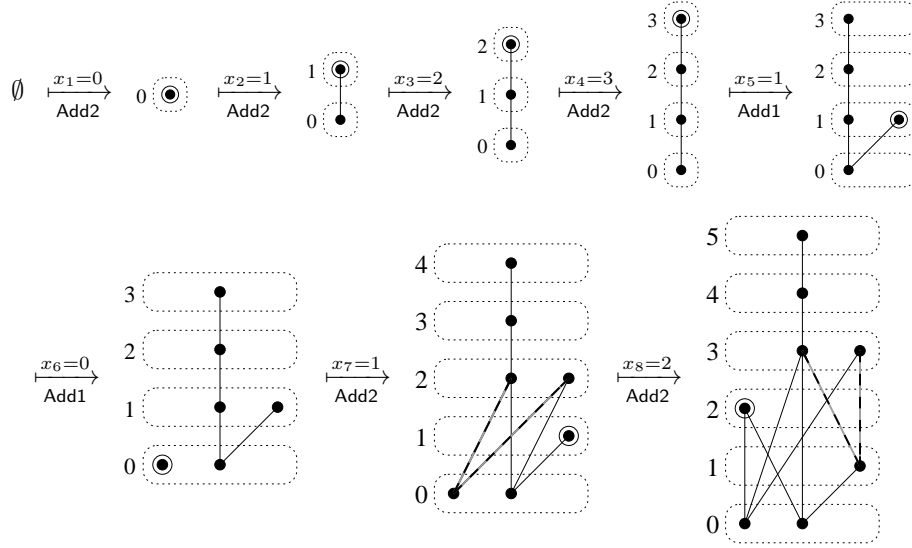 ∅ x₁=0 Add2 0 x₂=1 Add2 1 0 x₃=2 Add2 2 1 0 x₄=3 Add2 3 2 1 0 x₅=1 Add1 3 2 1 0
x₆=0 Add1 3 2 1 0 x₇=1 Add2 4 3 2 1 0 x₈=2 Add2 5 4 3 2 1 0